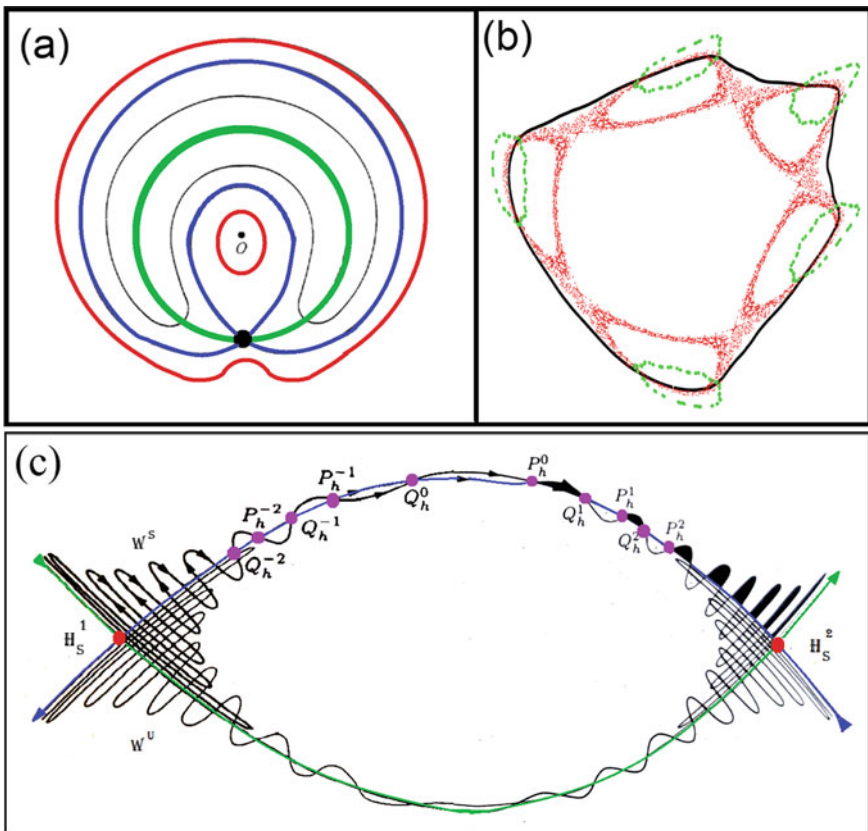 (a)
O
(b)
(c)
P_h^{-2} P_h^{-1} P_h^0
Q_h^{-2} Q_h^{-1} Q_h^0 Q_h^1 P_h^1 Q_h^2 P_h^2
W^S
H_S^1 H_S^2
W^U